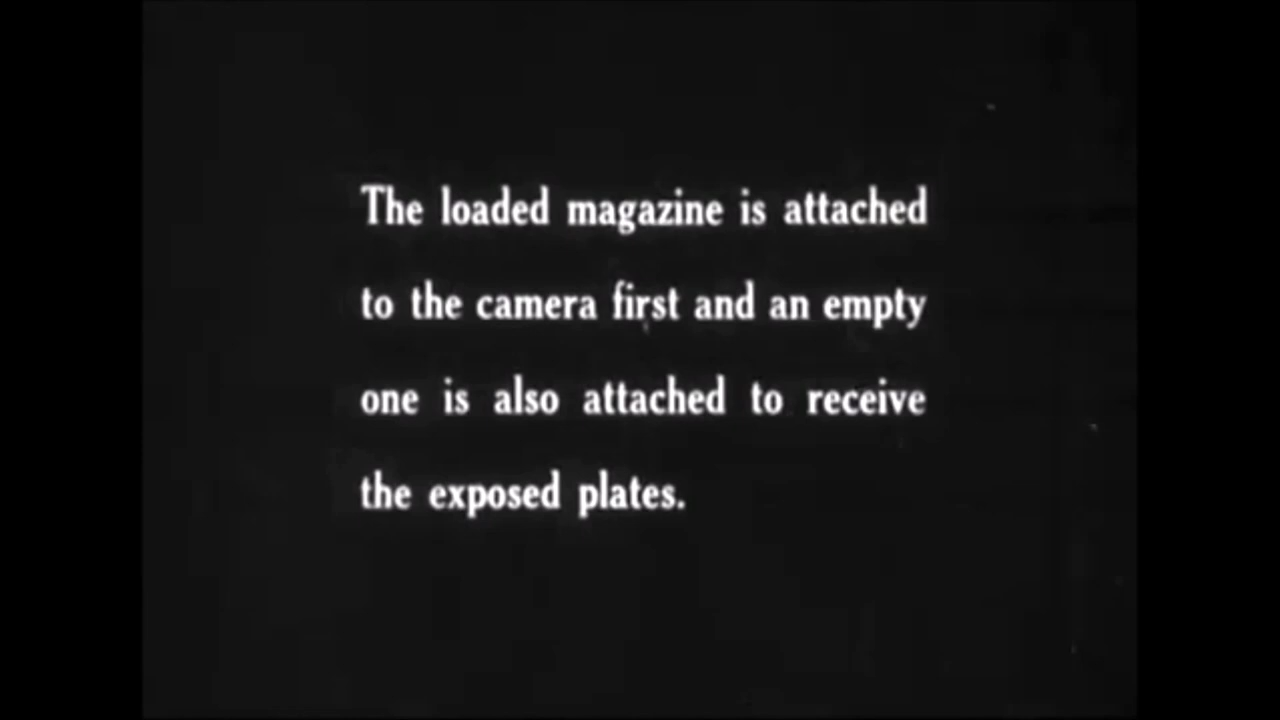 The loaded magazine is attached
to the camera first and an empty
one is also attached to receive
the exposed plates.